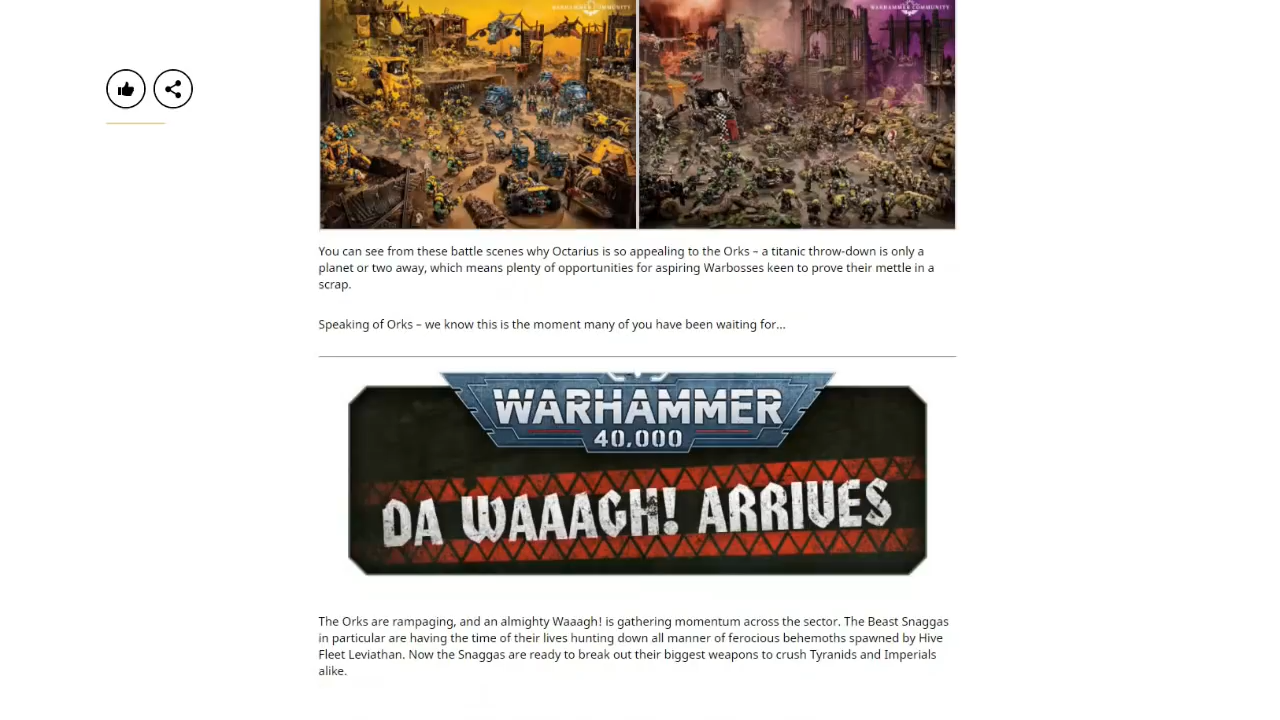 WARHAMMER COMMUNITY
WARHAMMER COMMUNITY
You can see from these battle scenes why Octarius is so appealing to the Orks – a titanic throw-down is only a
planet or two away, which means plenty of opportunities for aspiring Warbosses keen to prove their mettle in a
scrap.
Speaking of Orks – we know this is the moment many of you have been waiting for...
WARHAMMER
40,000
DA WAAAGH! ARRIVES
The Orks are rampaging, and an almighty Waaagh! is gathering momentum across the sector. The Beast Snaggas
in particular are having the time of their lives hunting down all manner of ferocious behemoths spawned by Hive
Fleet Leviathan. Now the Snaggas are ready to break out their biggest weapons to crush Tyranids and Imperials
alike.